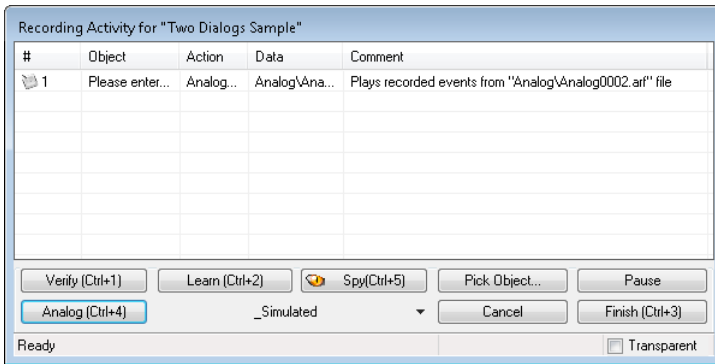 Recording Activity for "Two Dialogs Sample"
# Object Action Data Comment
1 Please enter... Analog... Analog\Ana... Plays recorded events from "Analog\Analog0002.arf" file
Verify (Ctrl+1) Learn (Ctrl+2) Spy(Ctrl+5) Pick Object... Pause
Analog (Ctrl+4) _Simulated Cancel Finish (Ctrl+3)
Ready Transparent